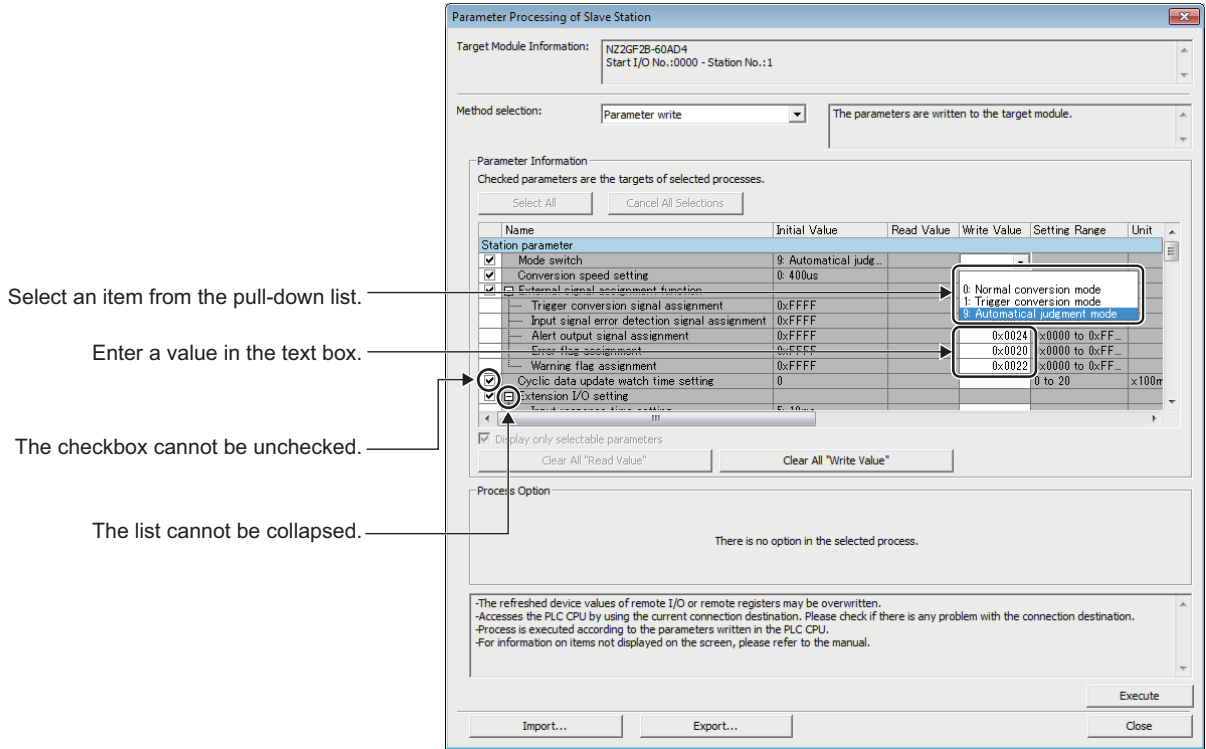 Parameter Processing of Slave Station
Target Module Information:
NZ2GF2B-60AD4
Start I/O No.:0000 - Station No.:1
Method selection:
Parameter write
The parameters are written to the target module.
Parameter Information
Checked parameters are the targets of selected processes.
Select All Cancel All Selections
Name Initial Value Read Value Write Value Setting Range Unit
Station parameter
Mode switch 9: Automatical judg...
Conversion speed setting 0: 400us
External signal assignment function
0: Normal conversion mode
1: Trigger conversion mode
9: Automatical judgment mode
Trigger conversion signal assignment 0xFFFF
Input signal error detection signal assignment 0xFFFF
Alert output signal assignment 0xFFFF 0x0024 0x0000 to 0xFF...
Error flag assignment 0xFFFF 0x0020 0x0000 to 0xFF...
Warning flag assignment 0xFFFF 0x0022 0x0000 to 0xFF...
Cyclic data update watch time setting 0 0 to 20 x100m
Extension I/O setting
Input response time setting 5: 10ms
Display only selectable parameters
Clear All "Read Value" Clear All "Write Value"
Process Option
There is no option in the selected process.
-The refreshed device values of remote I/O or remote registers may be overwritten.
-Accesses the PLC CPU by using the current connection destination. Please check if there is any problem with the connection destination.
-Process is executed according to the parameters written in the PLC CPU.
-For information on items not displayed on the screen, please refer to the manual.
Execute
Import... Export... Close
Select an item from the pull-down list.
Enter a value in the text box.
The checkbox cannot be unchecked.
The list cannot be collapsed.